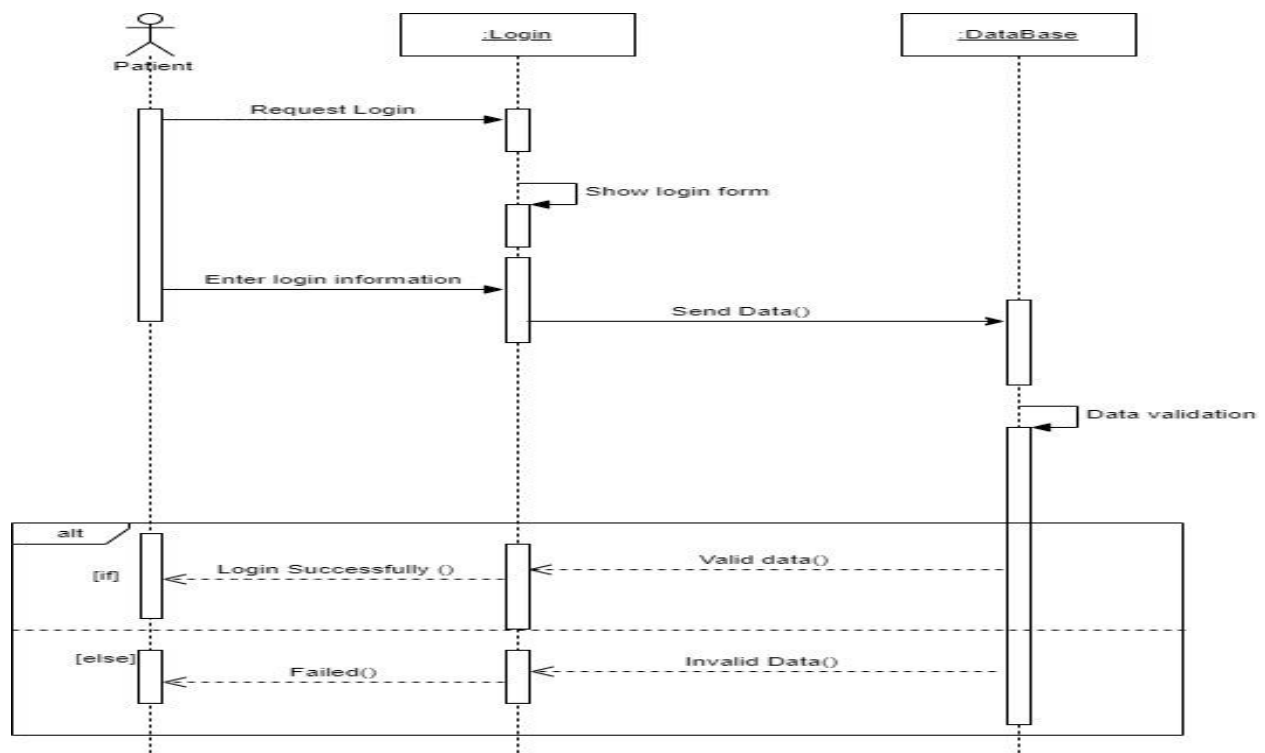 :Login
:DataBase
Patient
Request Login
Show login form
Enter login information
Send Data()
Data validation
alt
Valid data()
[if]
Login Successfully ()
[else]
Invalid Data()
Failed()